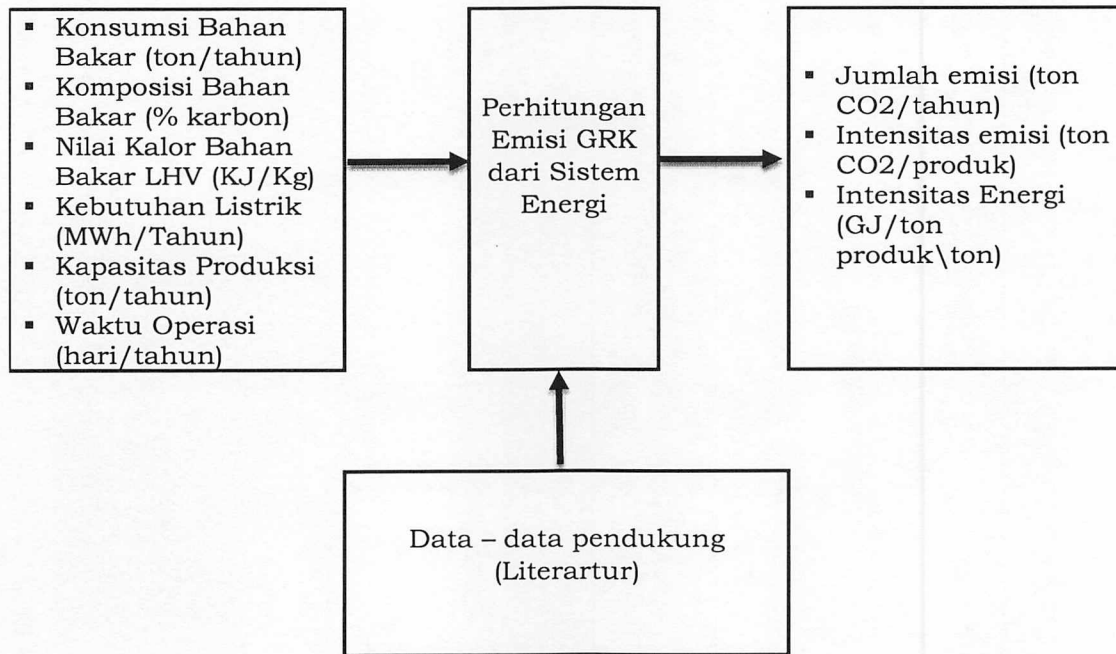 ▪ Konsumsi Bahan
Bakar (ton/tahun)
▪ Komposisi Bahan
Bakar (% karbon)
▪ Nilai Kalor Bahan
Bakar LHV (KJ/Kg)
▪ Kebutuhan Listrik
(MWh/Tahun)
▪ Kapasitas Produksi
(ton/tahun)
▪ Waktu Operasi
(hari/tahun)
Perhitungan
Emisi GRK
dari Sistem
Energi
▪ Jumlah emisi (ton
CO2/tahun)
▪ Intensitas emisi (ton
CO2/produk)
▪ Intensitas Energi
(GJ/ton
produk\ton)
Data – data pendukung
(Literartur)